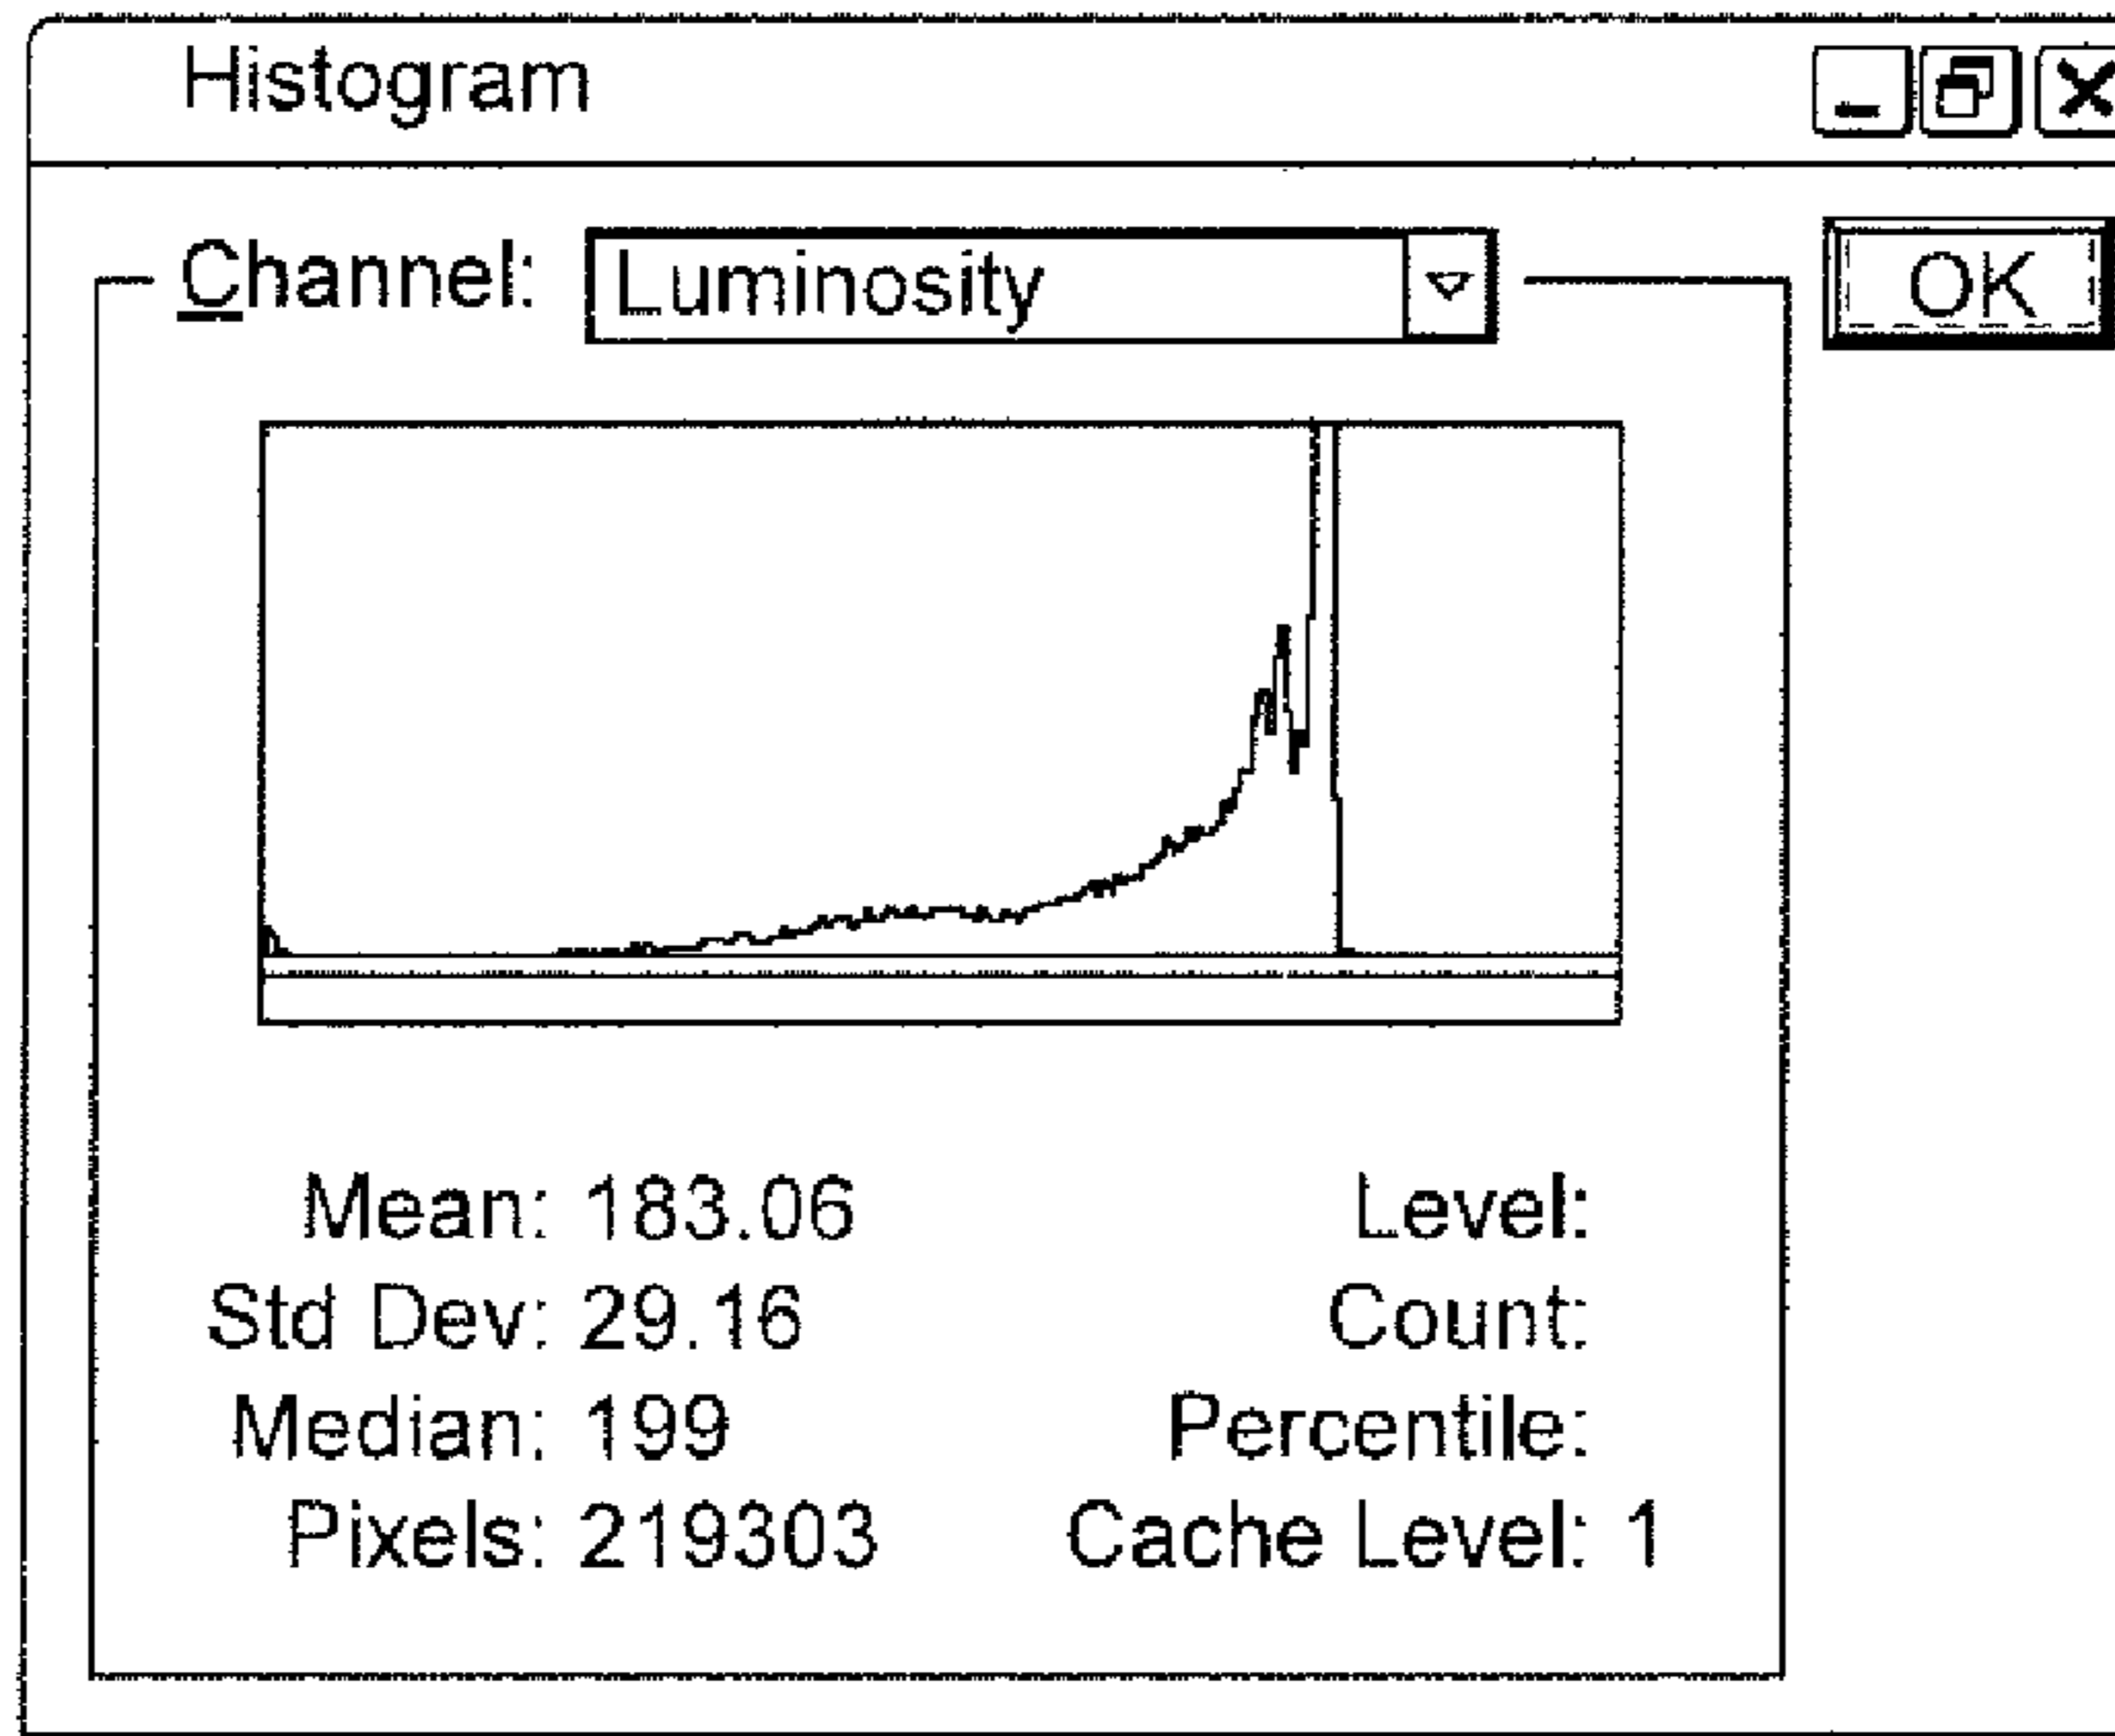 Histogram
Channel: Luminosity
OK
Mean: 183.06 Level:
Std Dev: 29.16 Count:
Median: 199 Percentile:
Pixels: 219303 Cache Level: 1